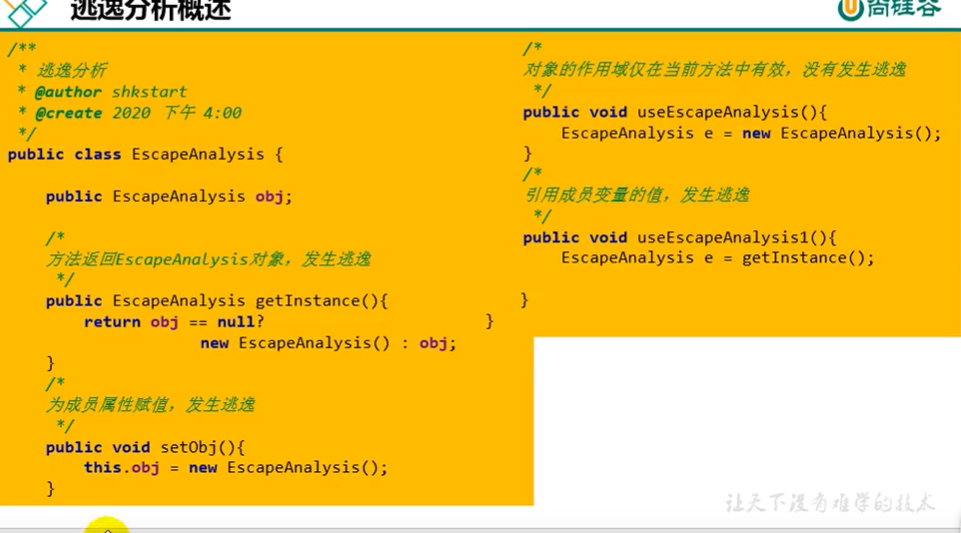 逃逸分析概述
尚硅谷
/**
* 逃逸分析
* @author shkstart
* @create 2020 下午 4:00
*/
public class EscapeAnalysis {
public EscapeAnalysis obj;
/*
方法返回EscapeAnalysis对象，发生逃逸
*/
public EscapeAnalysis getInstance(){
return obj == null?
new EscapeAnalysis() : obj;
}
/*
为成员属性赋值，发生逃逸
*/
public void setObj(){
this.obj = new EscapeAnalysis();
}
/*
对象的作用域仅在当前方法中有效，没有发生逃逸
*/
public void useEscapeAnalysis(){
EscapeAnalysis e = new EscapeAnalysis();
}
/*
引用成员变量的值，发生逃逸
*/
public void useEscapeAnalysis1(){
EscapeAnalysis e = getInstance();
}
}
让天下没有难学的技术